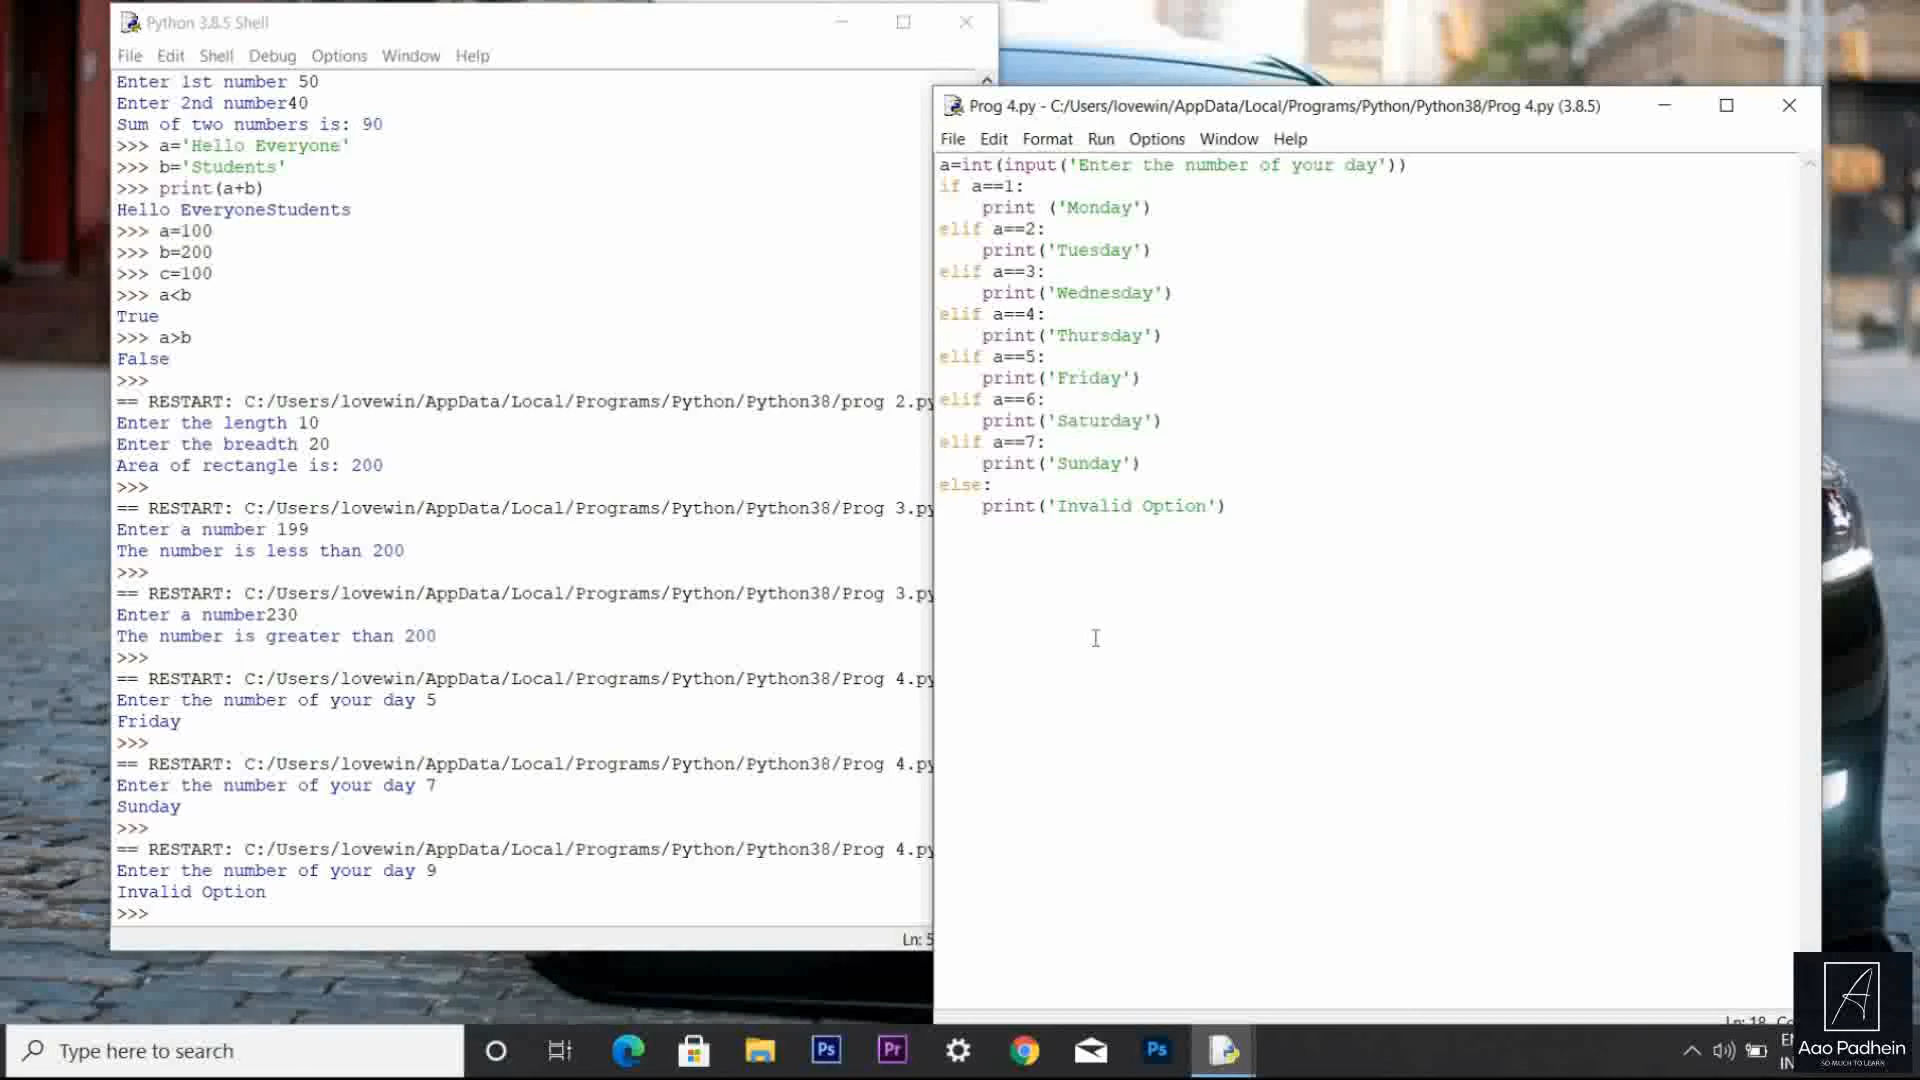 Python 3.8.5 Shell
File Edit Shell Debug Options Window Help
Enter 1st number 50
Enter 2nd number40
Sum of two numbers is: 90
>>> a='Hello Everyone'
>>> b='Students'
>>> print(a+b)
Hello EveryoneStudents
>>> a=100
>>> b=200
>>> c=100
>>> a<b
True
>>> a>b
False
>>>
== RESTART: C:/Users/lovewin/AppData/Local/Programs/Python/Python38/prog 2.py
Enter the length 10
Enter the breadth 20
Area of rectangle is: 200
>>>
== RESTART: C:/Users/lovewin/AppData/Local/Programs/Python/Python38/Prog 3.py
Enter a number 199
The number is less than 200
>>>
== RESTART: C:/Users/lovewin/AppData/Local/Programs/Python/Python38/Prog 3.py
Enter a number230
The number is greater than 200
>>>
== RESTART: C:/Users/lovewin/AppData/Local/Programs/Python/Python38/Prog 4.py
Enter the number of your day 5
Friday
>>>
== RESTART: C:/Users/lovewin/AppData/Local/Programs/Python/Python38/Prog 4.py
Enter the number of your day 7
Sunday
>>>
== RESTART: C:/Users/lovewin/AppData/Local/Programs/Python/Python38/Prog 4.py
Enter the number of your day 9
Invalid Option
>>>
Ln: 5
Prog 4.py - C:/Users/lovewin/AppData/Local/Programs/Python/Python38/Prog 4.py (3.8.5)
File Edit Format Run Options Window Help
a=int(input('Enter the number of your day'))
if a==1:
    print ('Monday')
elif a==2:
    print('Tuesday')
elif a==3:
    print('Wednesday')
elif a==4:
    print('Thursday')
elif a==5:
    print('Friday')
elif a==6:
    print('Saturday')
elif a==7:
    print('Sunday')
else:
    print('Invalid Option')
Ln: 18
Type here to search
Ps
Pr
Ps
Aao Padhein
SO MUCH TO LEARN